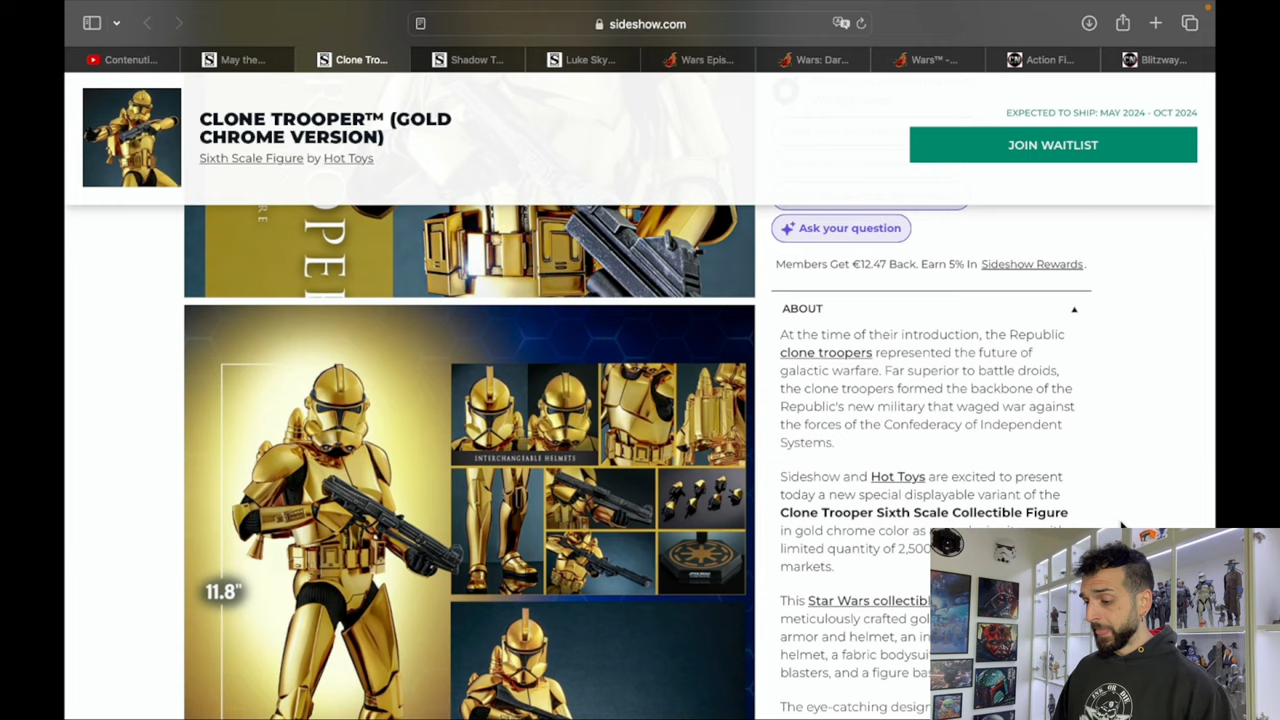 sideshow.com
Contenuti...
May the...
Clone Tro...
Shadow T...
Luke Sky...
Wars Epis...
Wars: Dar...
Wars™ -...
Action Fi...
Blitzway...
CLONE TROOPER™ (GOLD
CHROME VERSION)
Sixth Scale Figure by Hot Toys
EXPECTED TO SHIP: MAY 2024 - OCT 2024
JOIN WAITLIST
Ask your question
Members Get €12.47 Back. Earn 5% In Sideshow Rewards.
ABOUT
At the time of their introduction, the Republic
clone troopers represented the future of
galactic warfare. Far superior to battle droids,
the clone troopers formed the backbone of the
Republic's new military that waged war against
the forces of the Confederacy of Independent
Systems.
Sideshow and Hot Toys are excited to present
today a new special displayable variant of the
Clone Trooper Sixth Scale Collectible Figure
in gold chrome color as
limited quantity of 2,500
markets.
This Star Wars collectibl
meticulously crafted gol
armor and helmet, an in
helmet, a fabric bodysui
blasters, and a figure ba
The eye-catching design
INTERCHANGEABLE HELMETS
11.8"
INK OR DIE